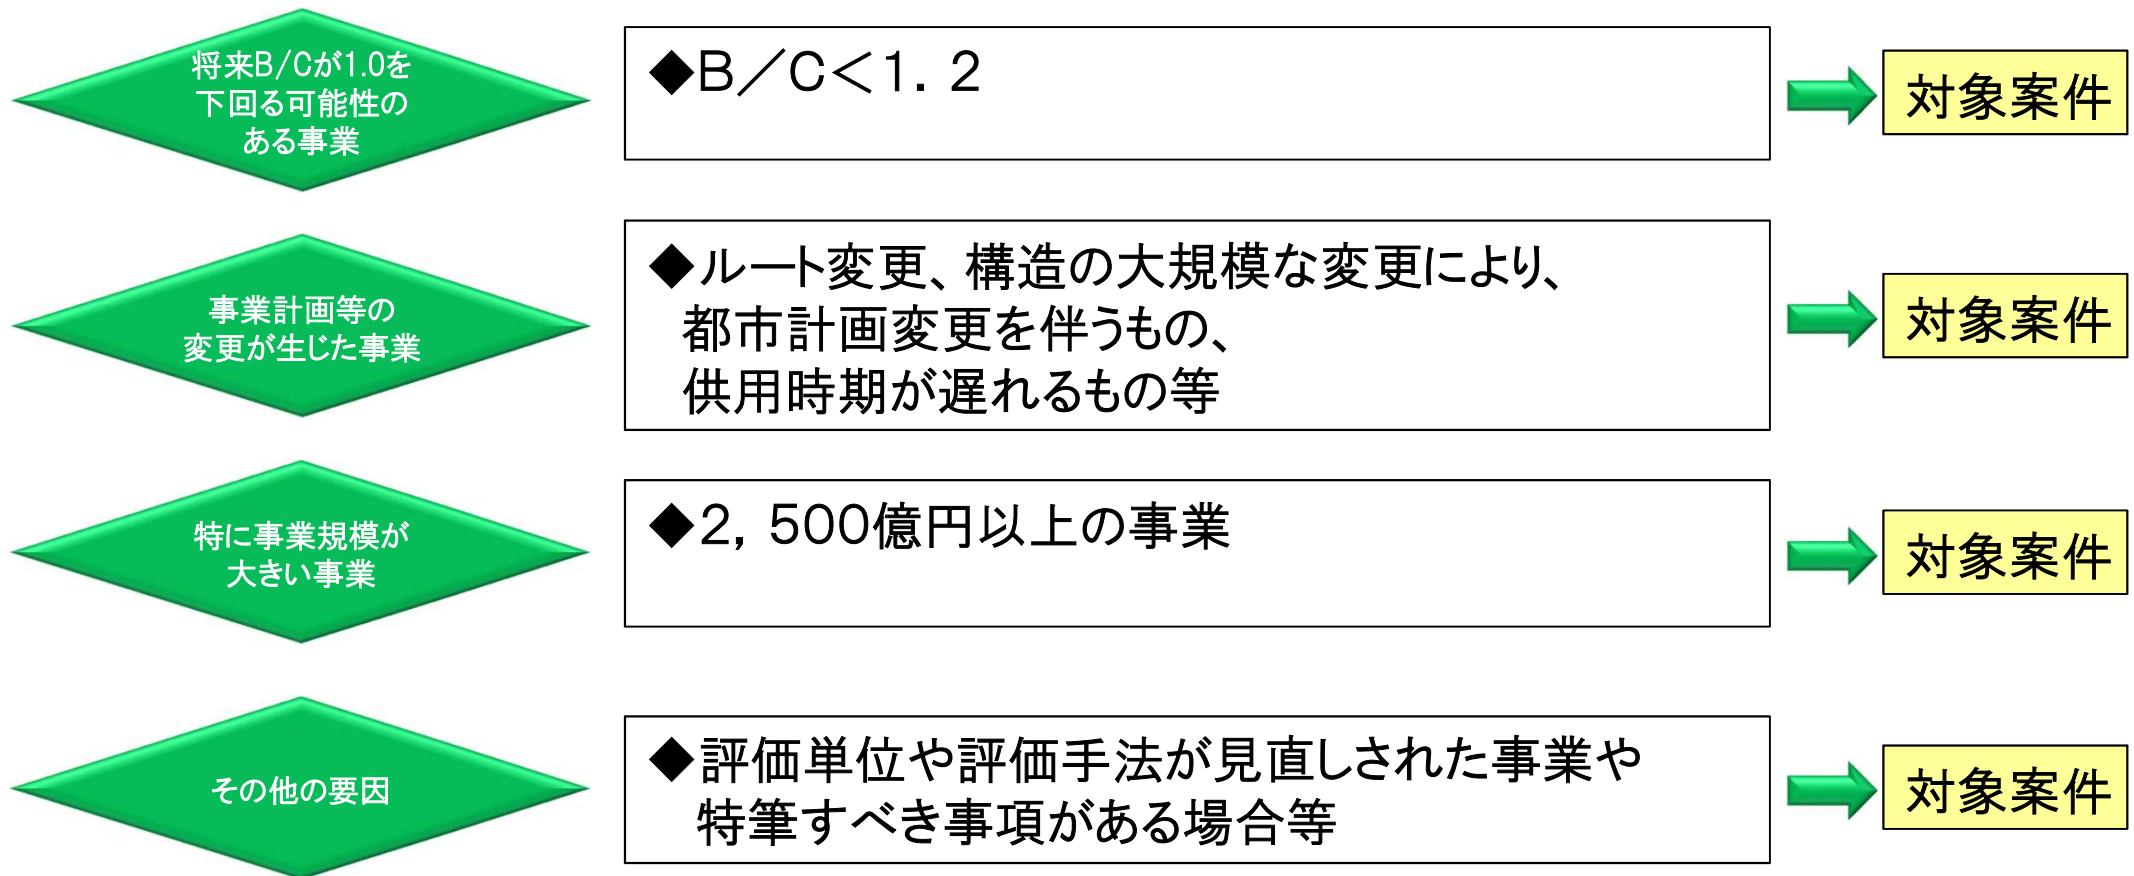 将来B/Cが1.0を
下回る可能性の
ある事業
◆B／C＜1．2
対象案件
事業計画等の
変更が生じた事業
◆ルート変更、構造の大規模な変更により、
都市計画変更を伴うもの、
供用時期が遅れるもの等
対象案件
特に事業規模が
大きい事業
◆2，500億円以上の事業
対象案件
その他の要因
◆評価単位や評価手法が見直しされた事業や
特筆すべき事項がある場合等
対象案件